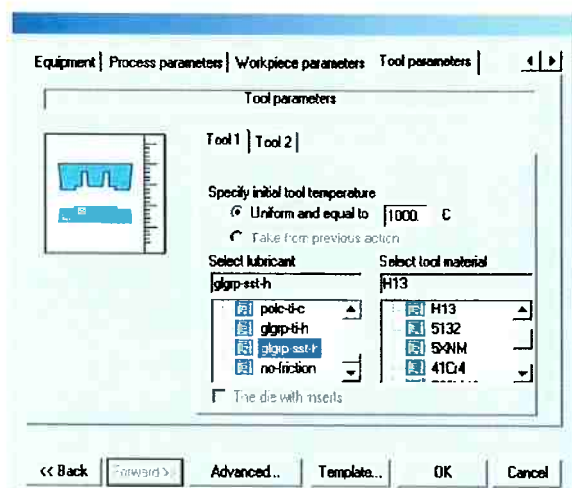 Equipment Process parameters Workpiece parameters Tool parameters
Tool parameters
Tool 1 Tool 2
Specify initial tool temperature
Uniform and equal to 1000. C
Take from previous action
Select lubricant Select tool material
glgrp-sst-h H13
polc-ti-c H13
glgrp-ti-h 5132
glgrp-sst-h 5XNM
no-friction 41Cr4
The die with inserts
<< Back Forward >> Advanced... Template... OK Cancel